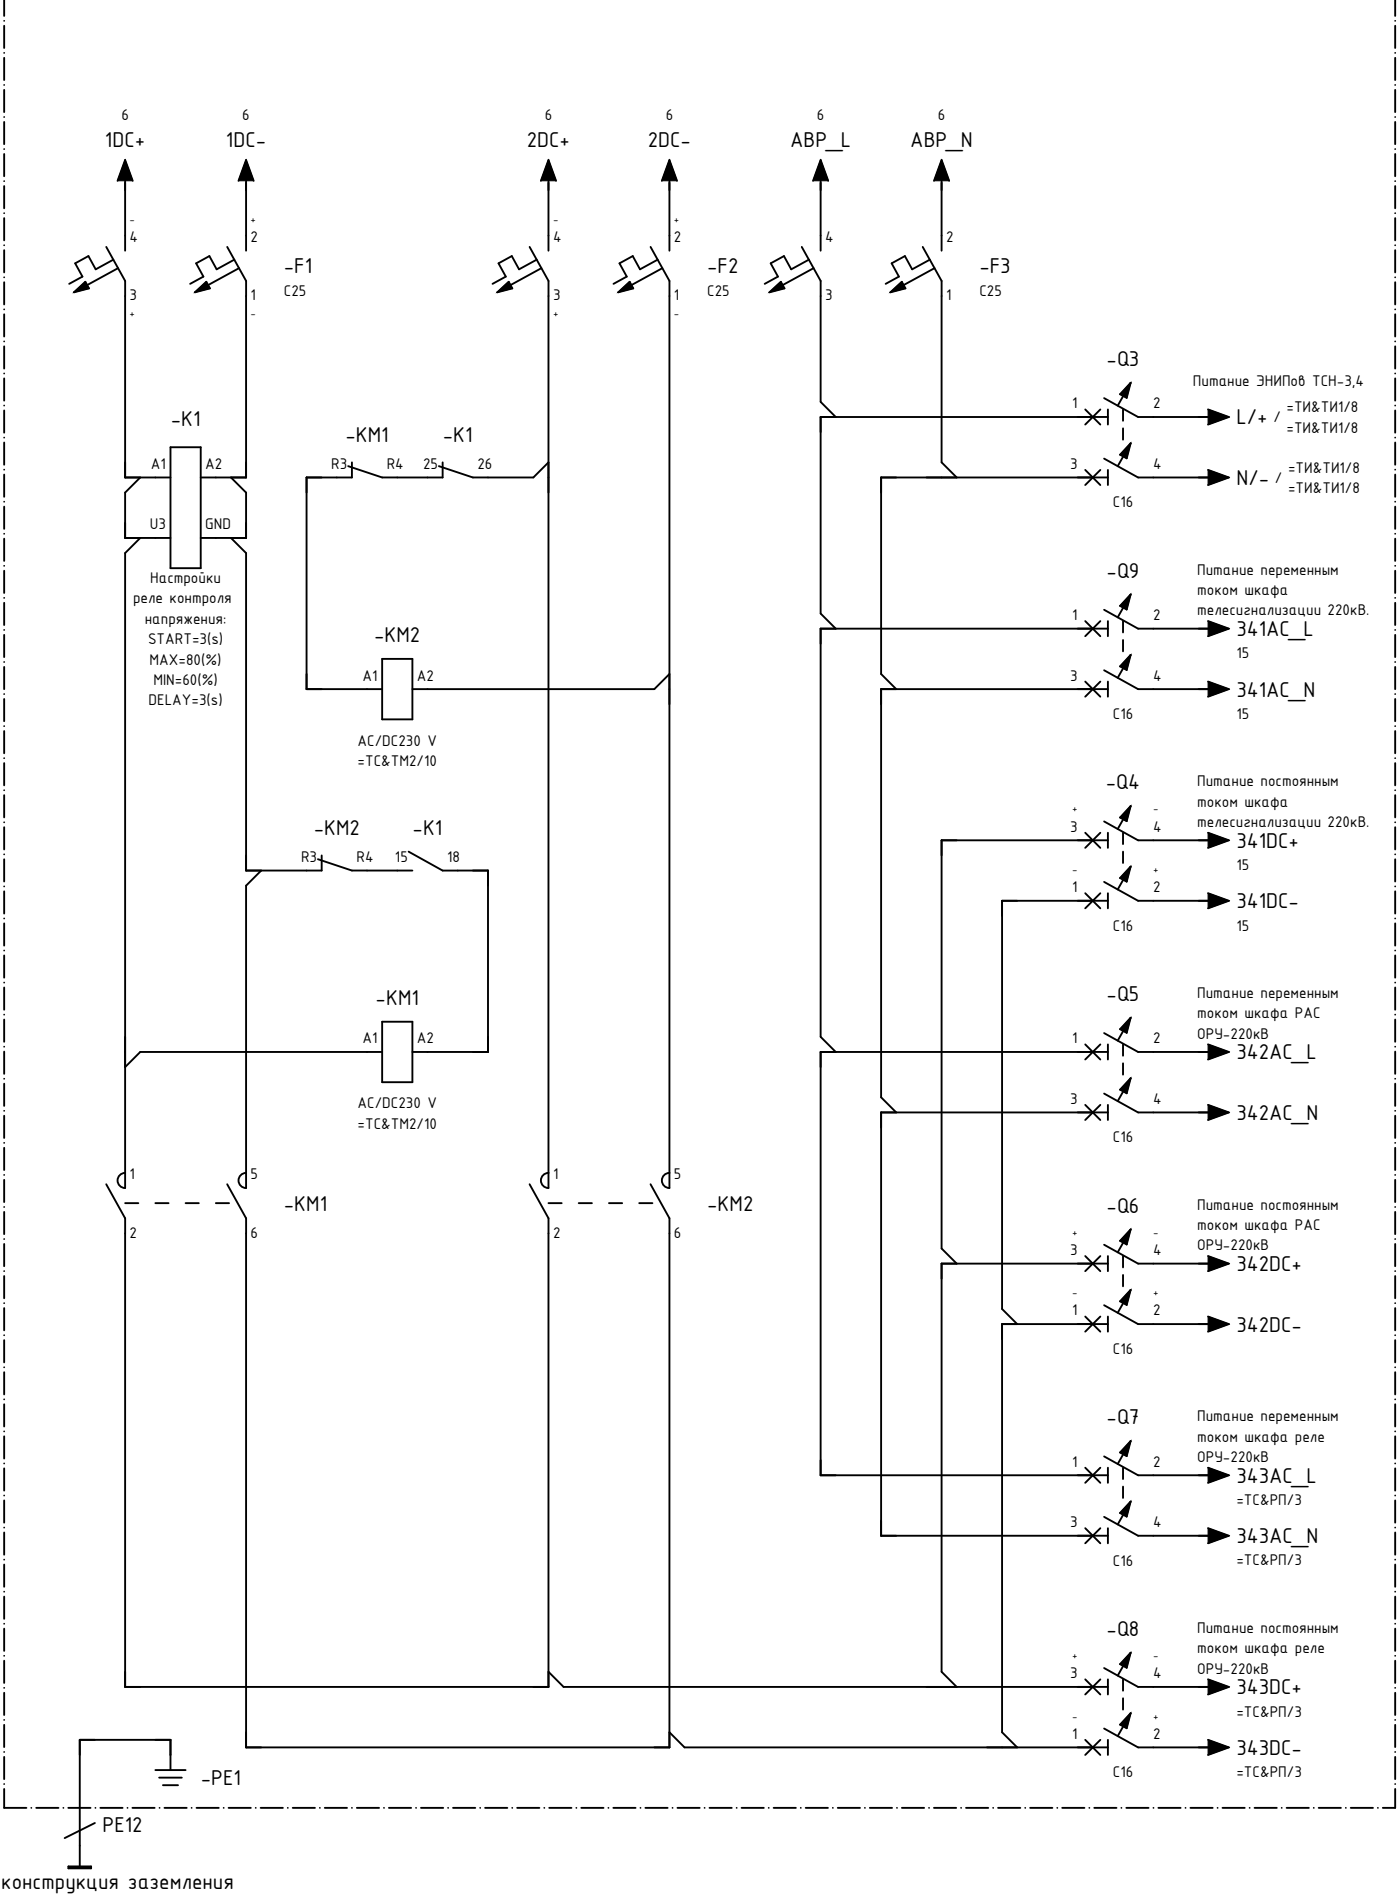 6 6 6 6 6 6
1DC+ 1DC- 2DC+ 2DC- АВР_L АВР_N
- + - +
4 2 4 2 4 2
-F1 -F2 -F3
C25 C25 C25
3 1 3 1 3 1
+ - + -
-Q3
Питание ЭНИПов ТСН-3,4
1 2
L/+ / =ТИ&ТИ1/8
=ТИ&ТИ1/8
-K1
-KM1 -K1
A1 A2
R3 R4 25 26
3 4
N/- / =ТИ&ТИ1/8
=ТИ&ТИ1/8
C16
U3 GND
Настройки
реле контроля
напряжения:
START=3(s)
MAX=80(%)
MIN=60(%)
DELAY=3(s)
-Q9
Питание переменным
током шкафа
телесигнализации 220кВ.
1 2
341AC_L
15
3 4
341AC_N
15
C16
-KM2
A1 A2
AC/DC230 V
=ТС&ТМ2/10
-Q4
Питание постоянным
током шкафа
телесигнализации 220кВ.
+ -
3 4
341DC+
15
- +
1 2
341DC-
15
C16
-KM2 -K1
R3 R4 15 18
-Q5
Питание переменным
током шкафа РАС
ОРУ-220кВ
1 2
342AC_L
3 4
342AC_N
C16
-KM1
A1 A2
AC/DC230 V
=ТС&ТМ2/10
1 5 1 5
-KM1 -KM2
2 6 2 6
-Q6
Питание постоянным
током шкафа РАС
ОРУ-220кВ
+ -
3 4
342DC+
- +
1 2
342DC-
C16
-Q7
Питание переменным
током шкафа реле
ОРУ-220кВ
1 2
343AC_L
=ТС&РП/3
3 4
343AC_N
=ТС&РП/3
C16
-Q8
Питание постоянным
током шкафа реле
ОРУ-220кВ
+ -
3 4
343DC+
=ТС&РП/3
- +
1 2
343DC-
=ТС&РП/3
C16
-PE1
PE12
конструкция заземления